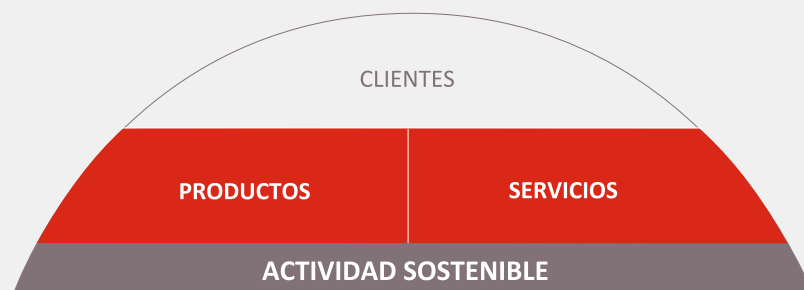 CLIENTES
PRODUCTOS
SERVICIOS
ACTIVIDAD SOSTENIBLE